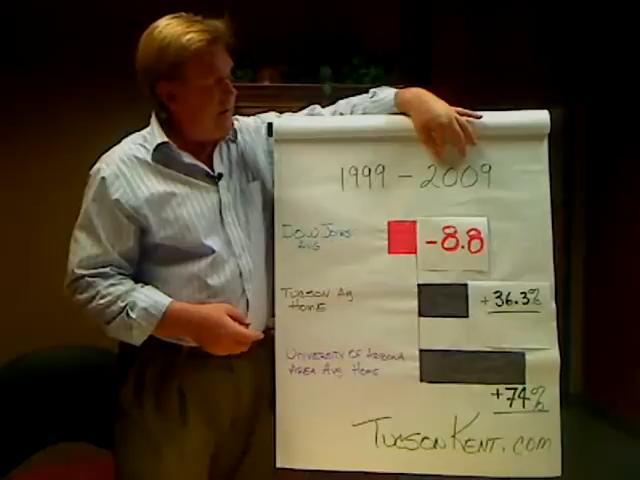 1999 - 2009
DOW JONES
AVG
-8.8
TUCSON AVG
HOME
+36.3%
UNIVERSITY OF ARIZONA
AREA AVG HOME
+74%
TUCSONKENT.COM